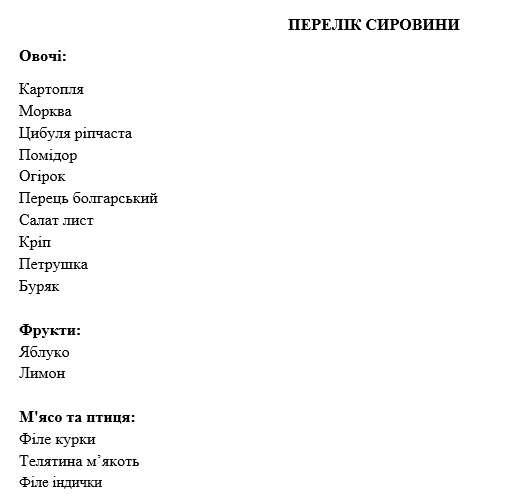 ПЕРЕЛІК СИРОВИНИ
Овочі:
Картопля
Морква
Цибуля ріпчаста
Помідор
Огірок
Перець болгарський
Салат лист
Кріп
Петрушка
Буряк
Фрукти:
Яблуко
Лимон
М'ясо та птиця:
Філе курки
Телятина м’якоть
Філе індички